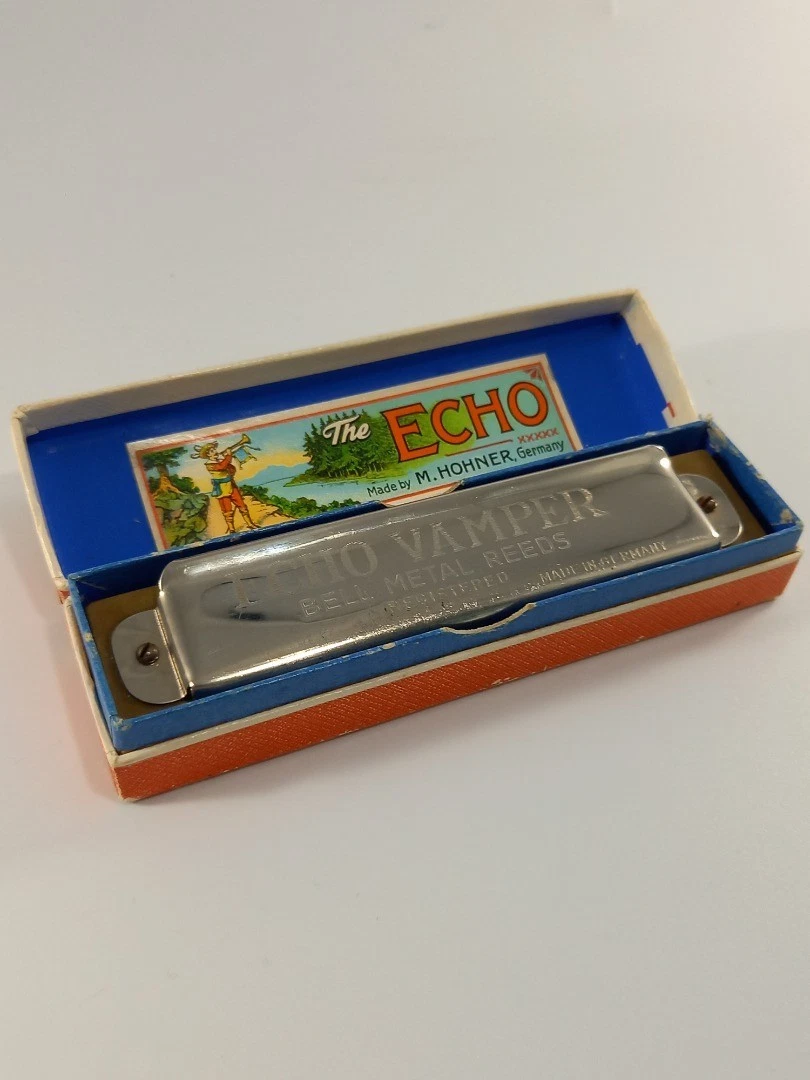 The ECHO
XXXXX
Made by M. HOHNER, Germany
ECHO VAMPER
BELL METAL REEDS
REGISTERED MADE IN GERMANY